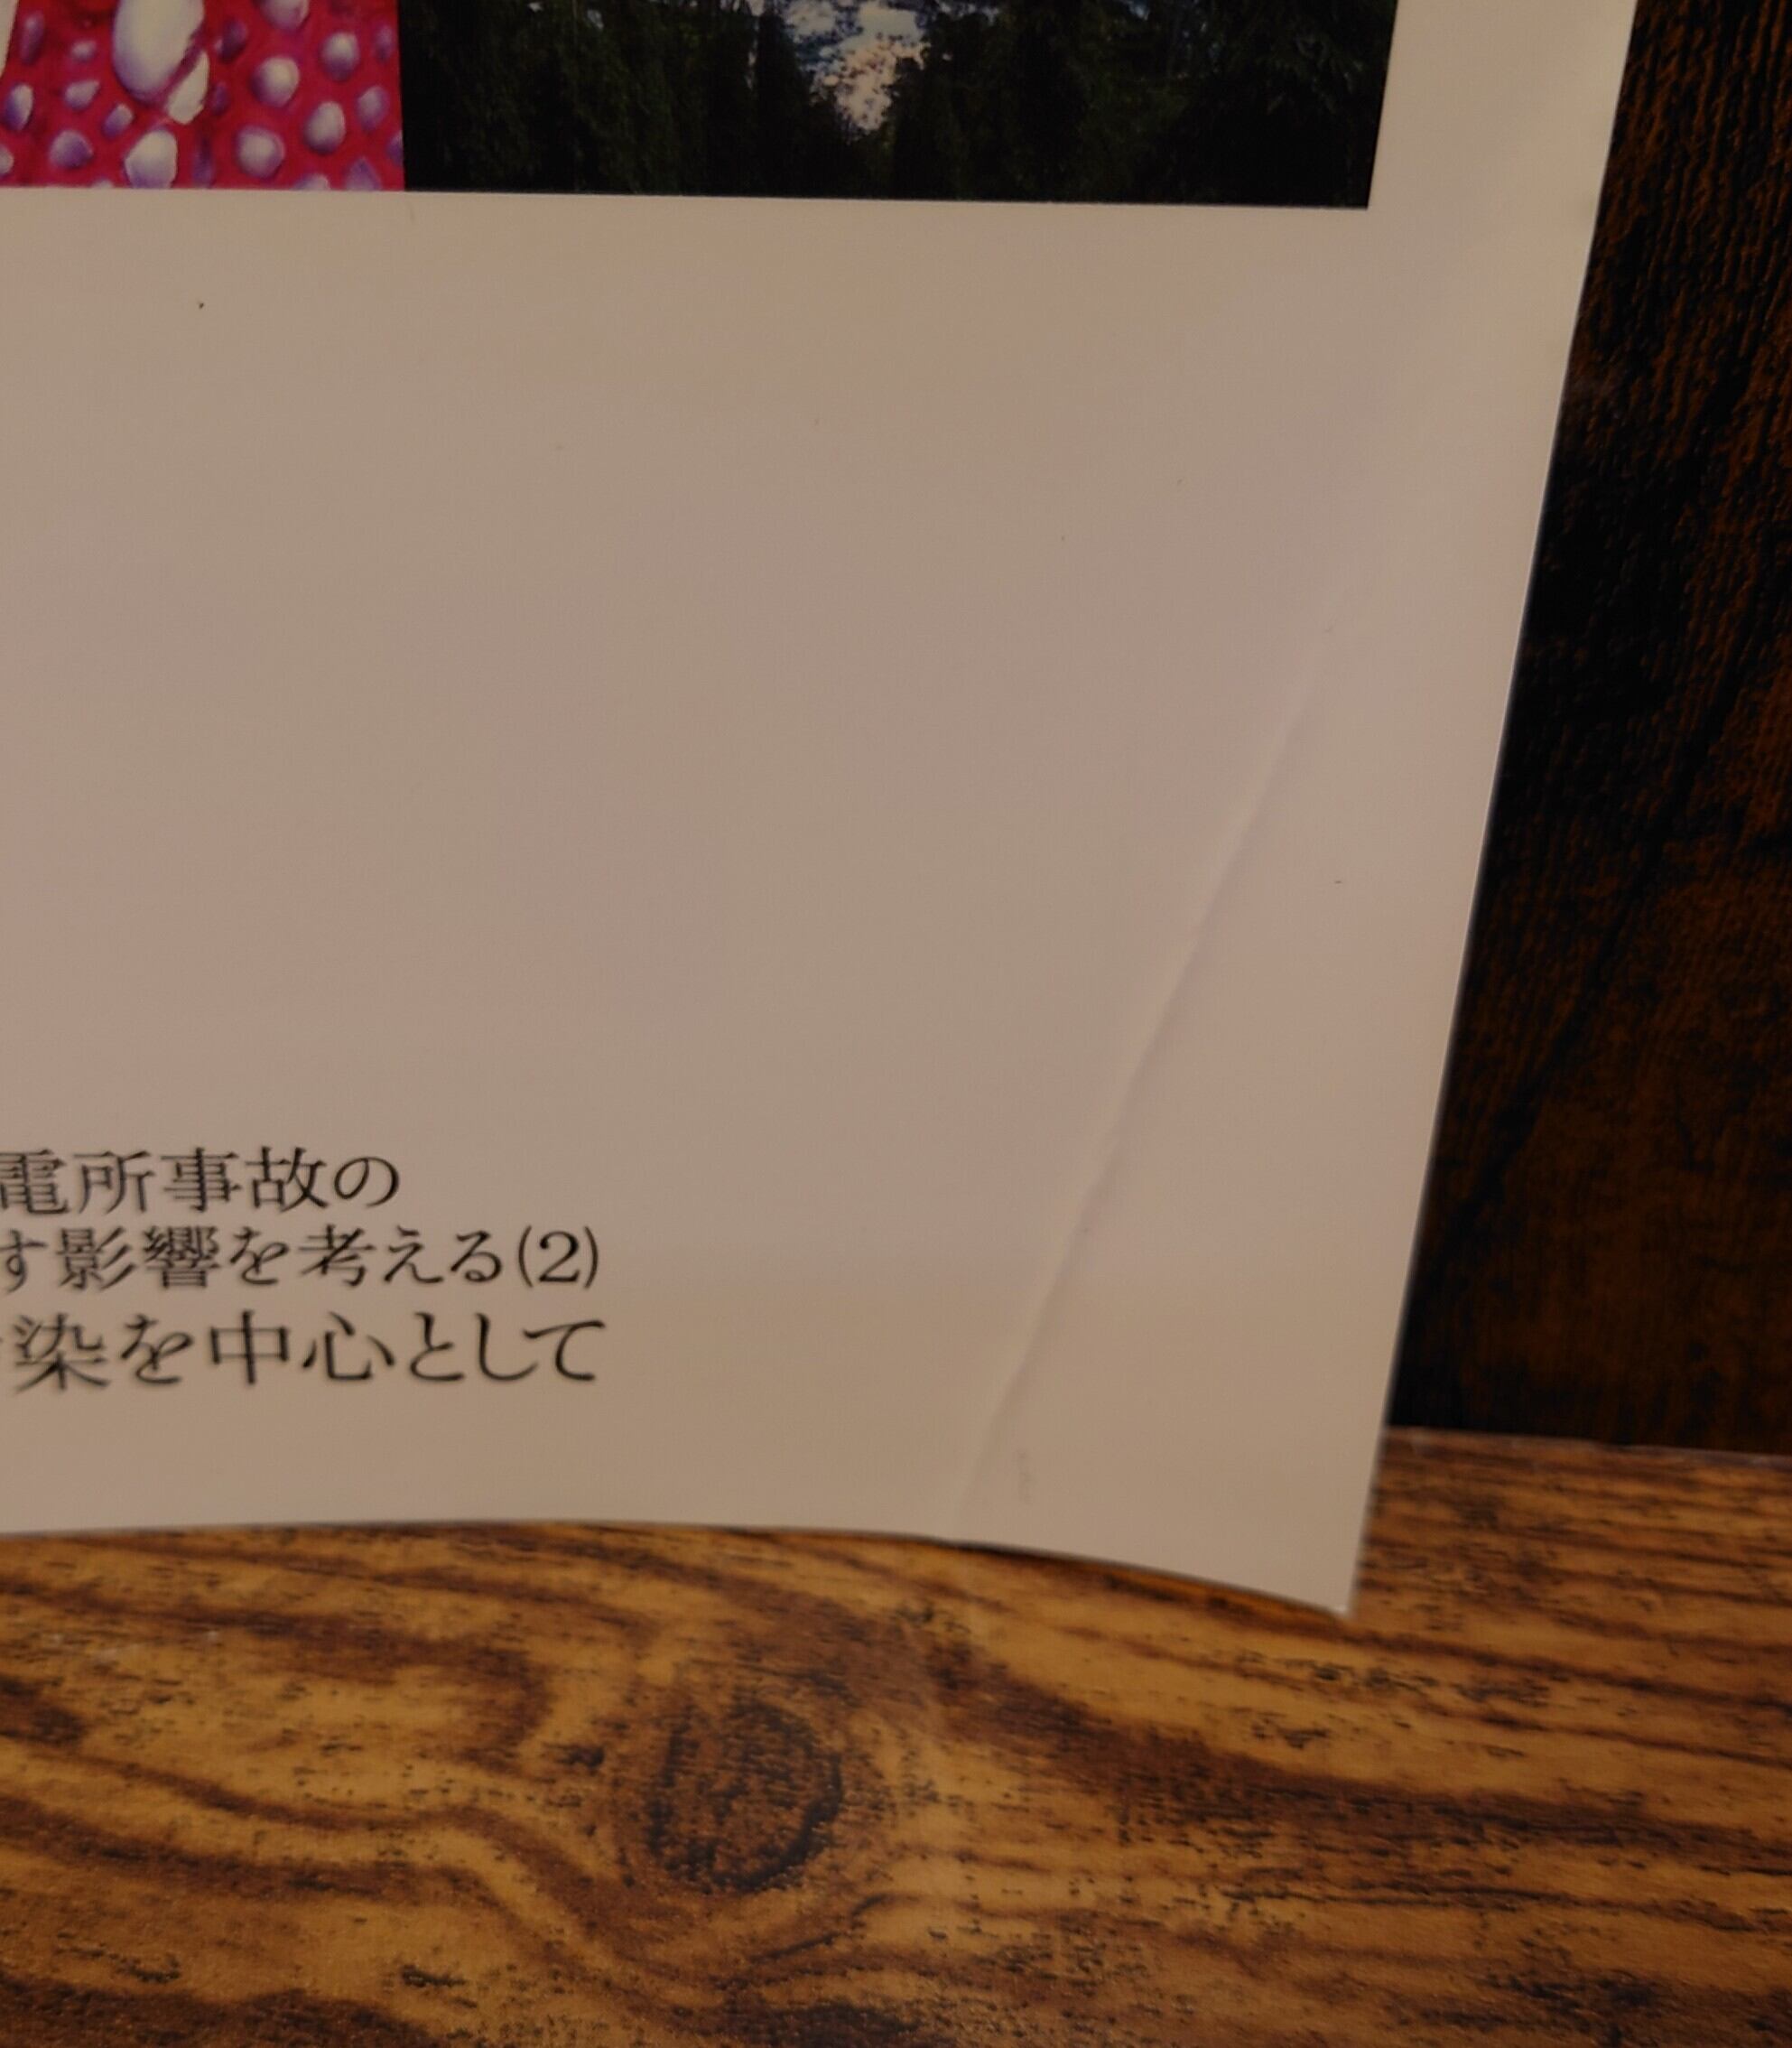 電所事故の
す影響を考える(2)
染を中心として